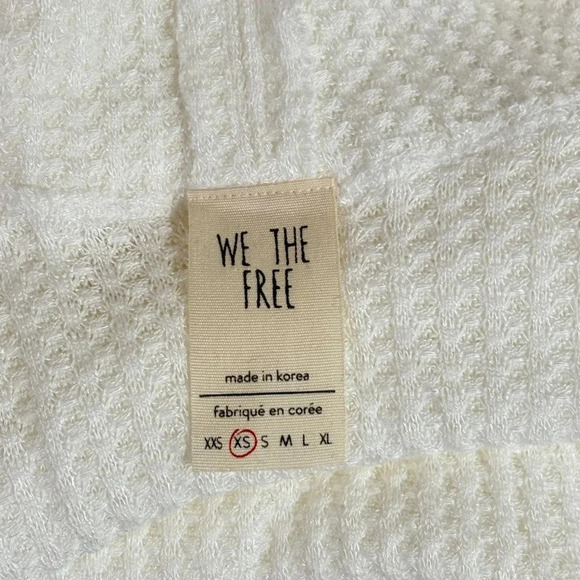 WE THE
FREE
made in korea
fabriqué en corée
XXS XS S M L XL